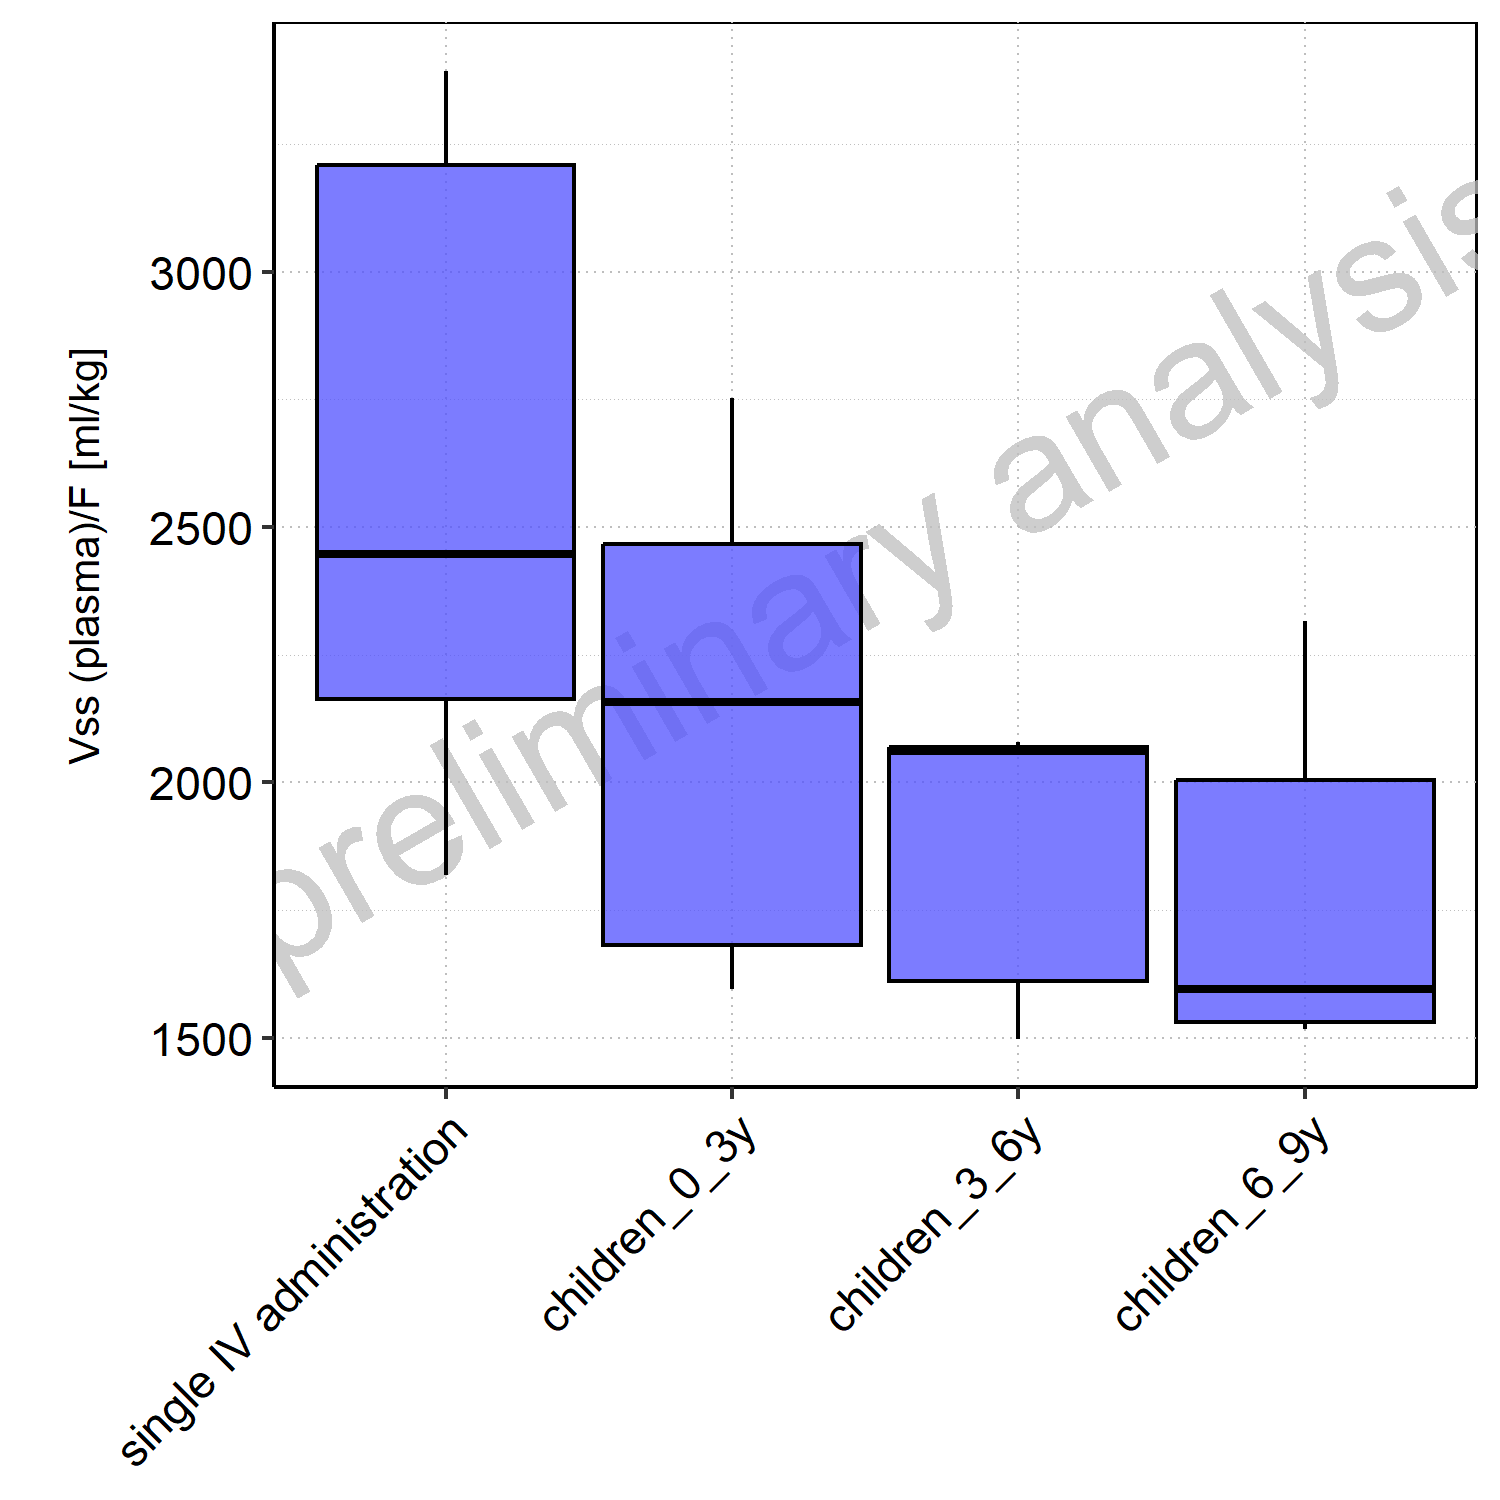 Vss (plasma)/F [ml/kg]
3000
2500
2000
1500
single IV administration
children_0_3y
children_3_6y
children_6_9y
preliminary analysis